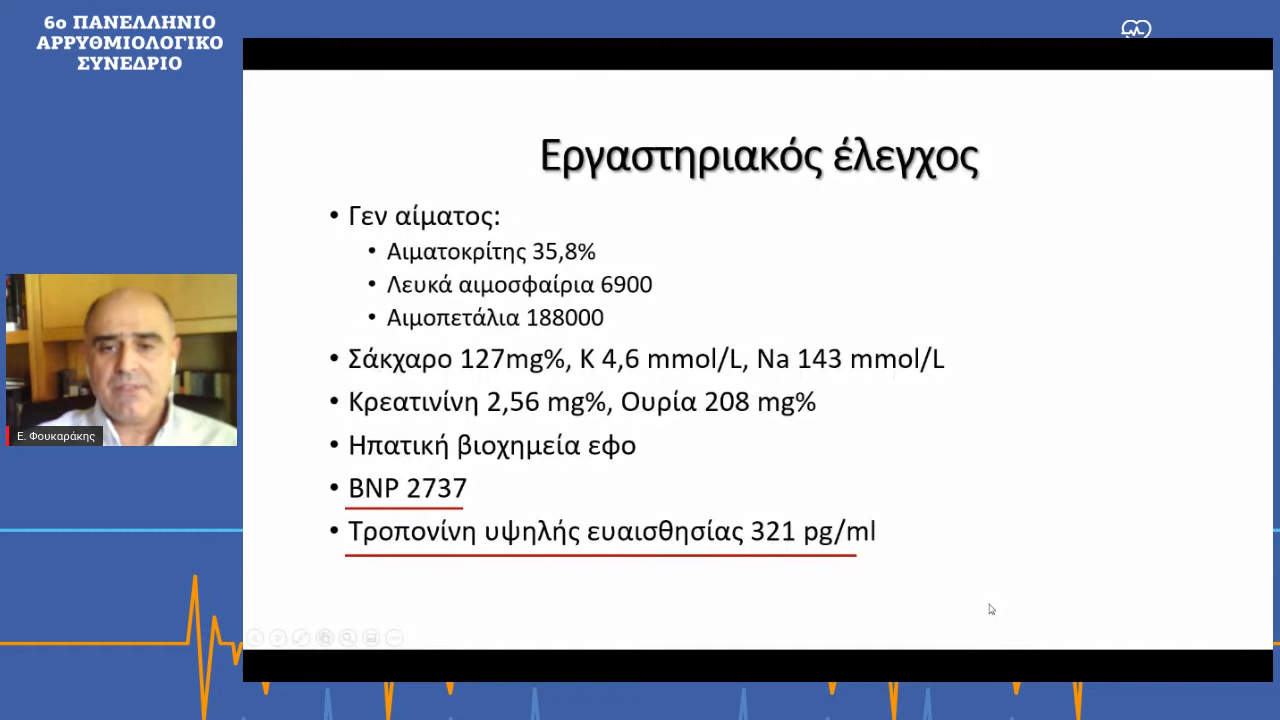 6ο ΠΑΝΕΛΛΗΝΙΟ
ΑΡΡΥΘΜΙΟΛΟΓΙΚΟ
ΣΥΝΕΔΡΙΟ
Εργαστηριακός έλεγχος
• Γεν αίματος:
• Αιματοκρίτης 35,8%
• Λευκά αιμοσφαίρια 6900
• Αιμοπετάλια 188000
• Σάκχαρο 127mg%, K 4,6 mmol/L, Na 143 mmol/L
• Κρεατινίνη 2,56 mg%, Ουρία 208 mg%
• Ηπατική βιοχημεία εφο
• BNP 2737
• Τροπονίνη υψηλής ευαισθησίας 321 pg/ml
Ε. Φουκαράκης